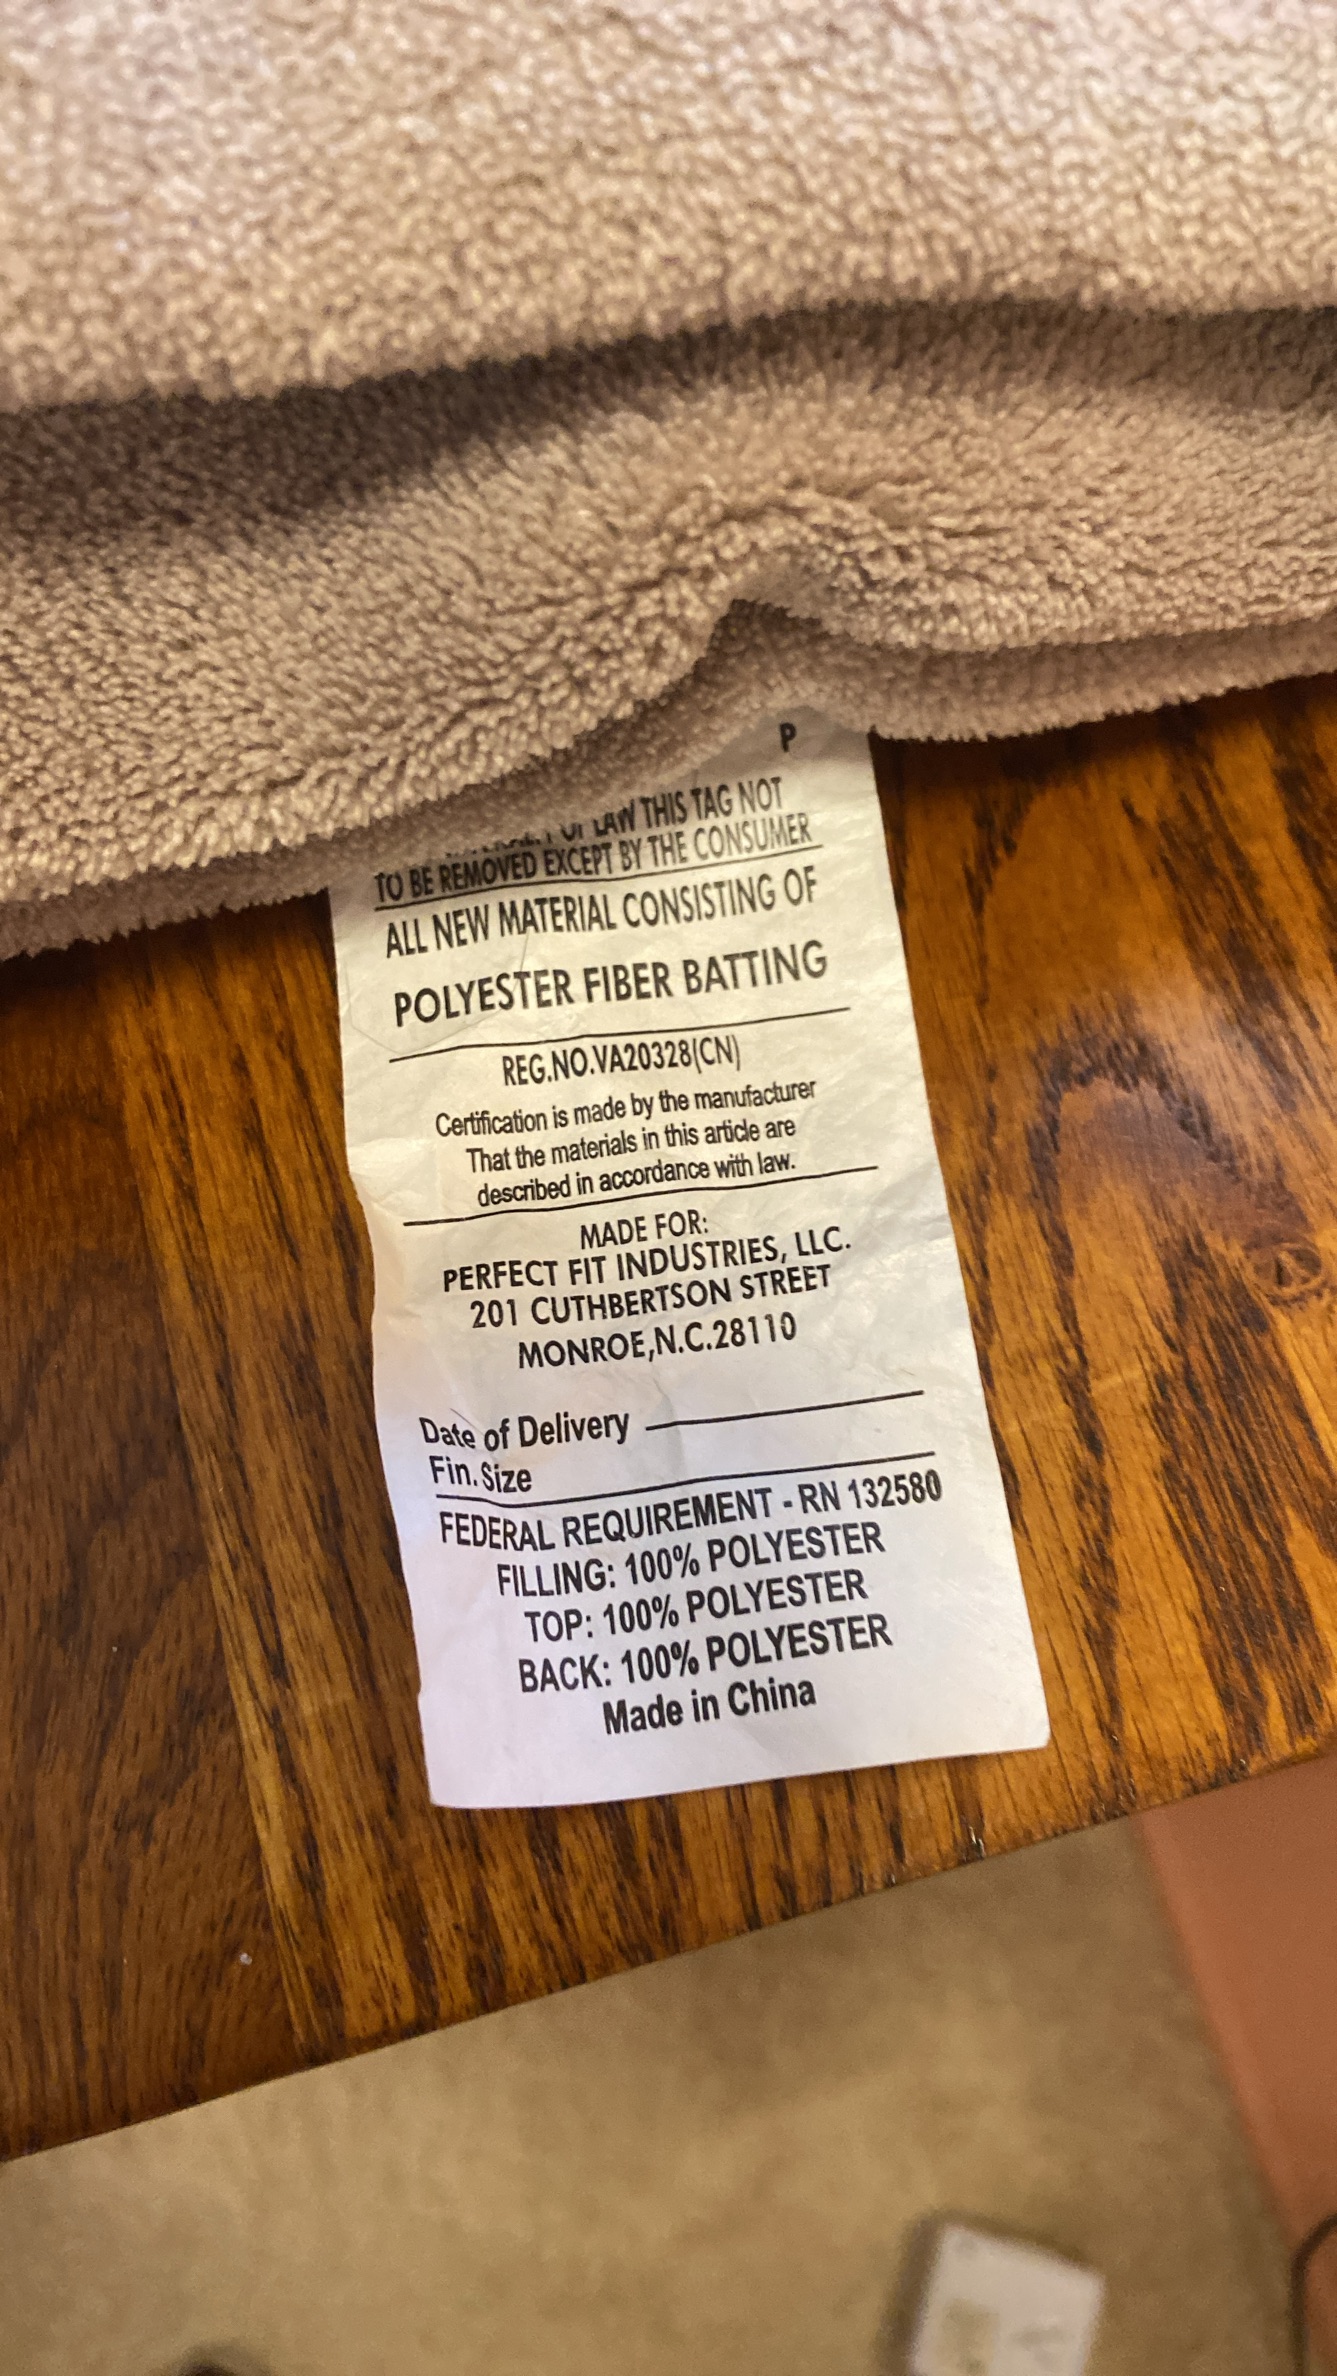 P
LAW THIS TAG NOT
TO BE REMOVED EXCEPT BY THE CONSUMER
ALL NEW MATERIAL CONSISTING OF
POLYESTER FIBER BATTING
REG.NO.VA20328(CN)
Certification is made by the manufacturer
That the materials in this article are
described in accordance with law.
MADE FOR:
PERFECT FIT INDUSTRIES, LLC.
201 CUTHBERTSON STREET
MONROE,N.C.28110
Date of Delivery
Fin.Size
FEDERAL REQUIREMENT - RN 132580
FILLING: 100% POLYESTER
TOP: 100% POLYESTER
BACK: 100% POLYESTER
Made in China